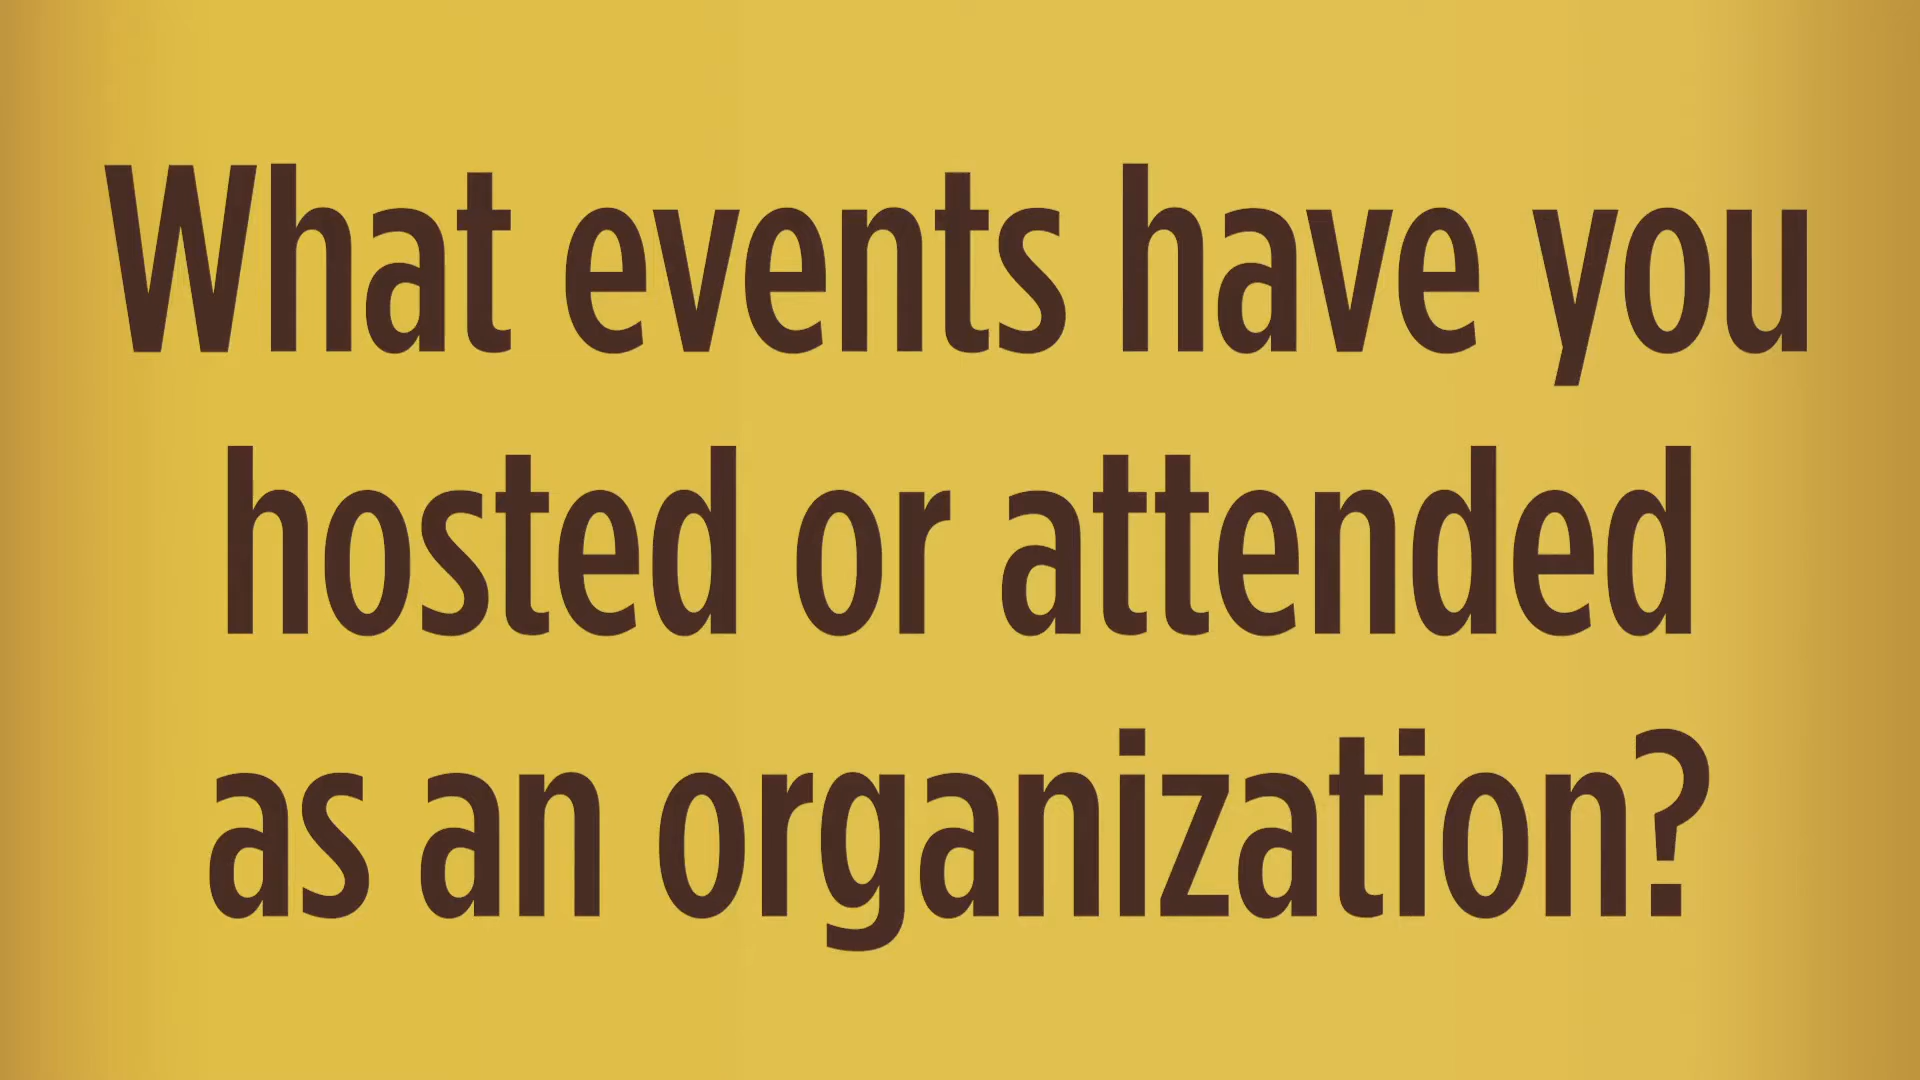 What events have you
hosted or attended
as an organization?